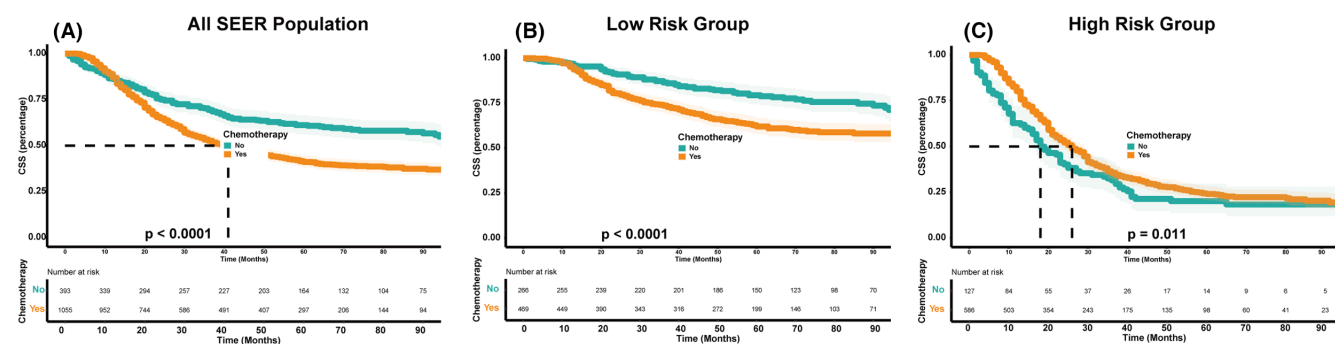 (A) All SEER Population
CSS (percentage)
1.00
0.75
0.50
0.25
0.00
Chemotherapy
No
Yes
p < 0.0001
0 10 20 30 40 50 60 70 80 90
Time (Months)
Number at risk
Chemotherapy
No 393 339 294 257 227 203 164 132 104 75
Yes 1055 952 744 586 491 407 297 206 144 94
0 10 20 30 40 50 60 70 80 90
Time (Months)
(B) Low Risk Group
CSS (percentage)
1.00
0.75
0.50
0.25
0.00
Chemotherapy
No
Yes
p < 0.0001
0 10 20 30 40 50 60 70 80 90
Time (Months)
Number at risk
Chemotherapy
No 266 255 239 220 201 186 150 123 98 70
Yes 469 449 390 343 316 272 199 146 103 71
0 10 20 30 40 50 60 70 80 90
Time (Months)
(C) High Risk Group
CSS (percentage)
1.00
0.75
0.50
0.25
0.00
Chemotherapy
No
Yes
p = 0.011
0 10 20 30 40 50 60 70 80 90
Time (Months)
Number at risk
Chemotherapy
No 127 84 55 37 26 17 14 9 6 5
Yes 586 503 354 243 175 135 98 60 41 23
0 10 20 30 40 50 60 70 80 90
Time (Months)